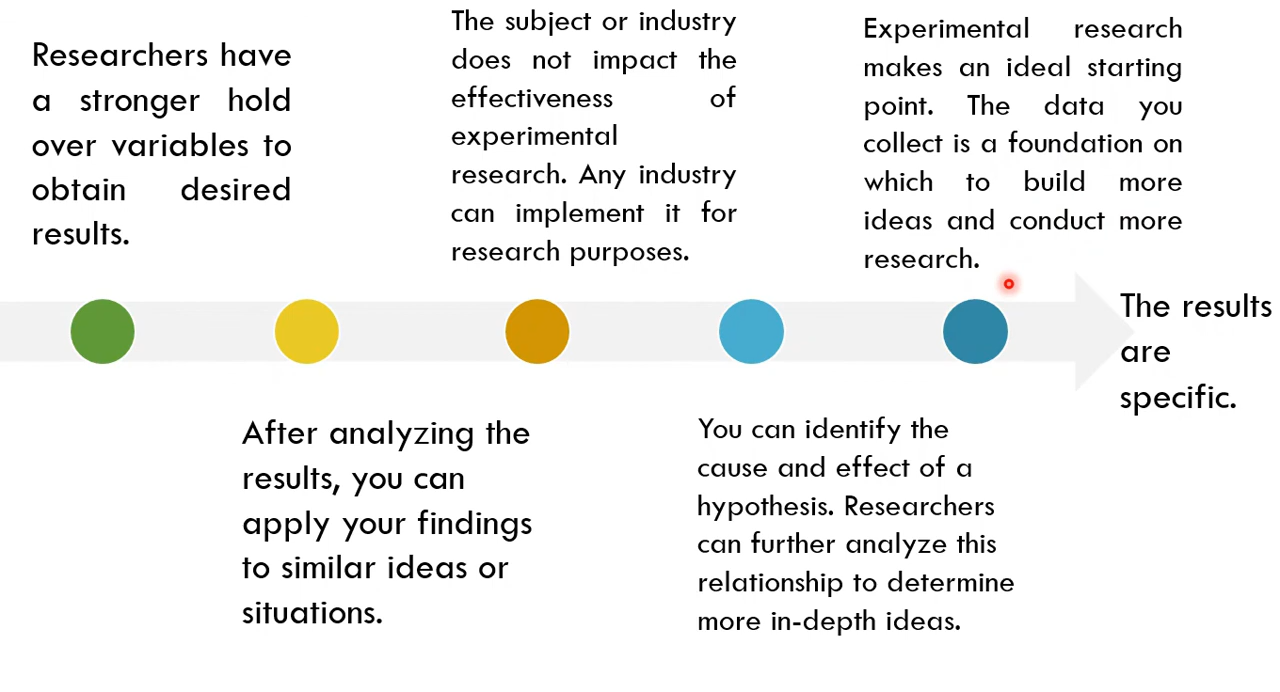 Researchers have
a stronger hold
over variables to
obtain desired
results.
After analyzing the
results, you can
apply your findings
to similar ideas or
situations.
The subject or industry
does not impact the
effectiveness of
experimental
research. Any industry
can implement it for
research purposes.
You can identify the
cause and effect of a
hypothesis. Researchers
can further analyze this
relationship to determine
more in-depth ideas.
Experimental research
makes an ideal starting
point. The data you
collect is a foundation on
which to build more
ideas and conduct more
research.
The results
are
specific.